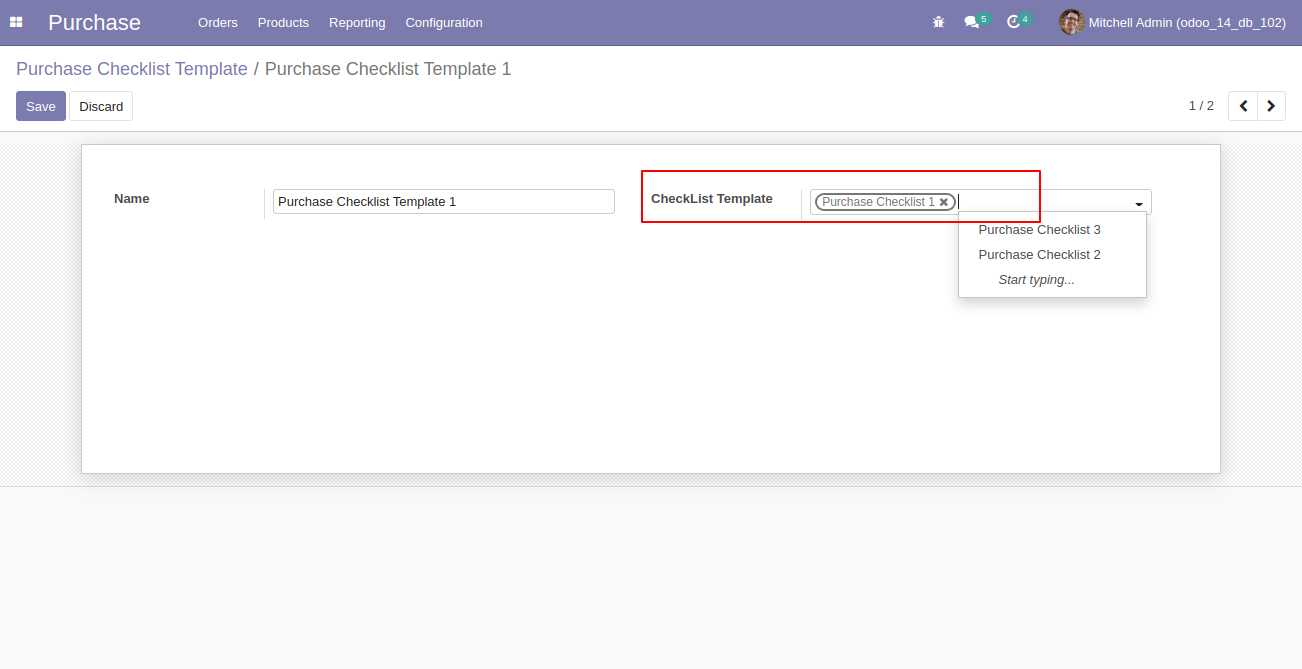 Purchase Orders Products Reporting Configuration 5 4 Mitchell Admin (odoo_14_db_102)
Purchase Checklist Template / Purchase Checklist Template 1
Save Discard 1 / 2
Name Purchase Checklist Template 1 CheckList Template Purchase Checklist 1
Purchase Checklist 3
Purchase Checklist 2
Start typing...